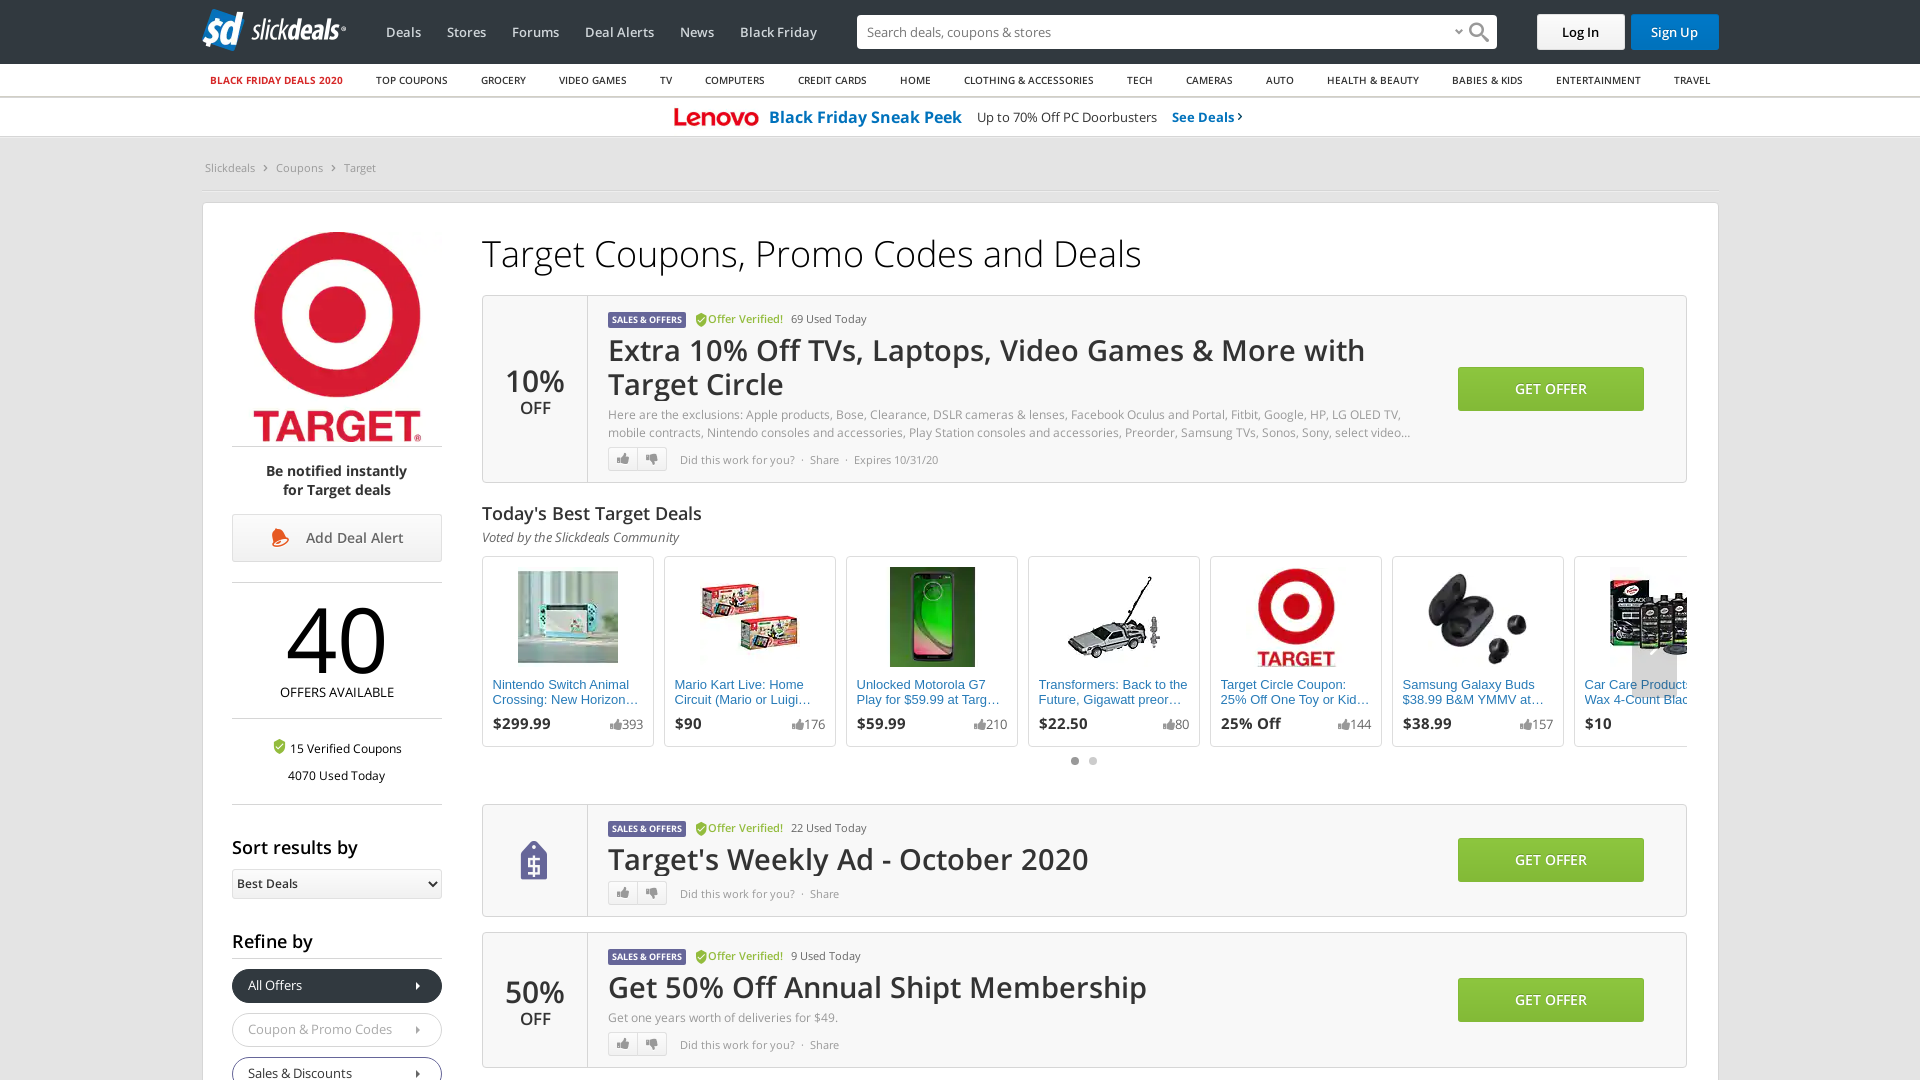 sd slickdeals
Deals
Stores
Forums
Deal Alerts
News
Black Friday
Search deals, coupons & stores
Log In
Sign Up
BLACK FRIDAY DEALS 2020
TOP COUPONS
GROCERY
VIDEO GAMES
TV
COMPUTERS
CREDIT CARDS
HOME
CLOTHING & ACCESSORIES
TECH
CAMERAS
AUTO
HEALTH & BEAUTY
BABIES & KIDS
ENTERTAINMENT
TRAVEL
Lenovo Black Friday Sneak Peek Up to 70% Off PC Doorbusters See Deals
Slickdeals > Coupons > Target
TARGET
Be notified instantly
for Target deals
Add Deal Alert
40
OFFERS AVAILABLE
15 Verified Coupons
4070 Used Today
Sort results by
Best Deals
Refine by
All Offers
Coupon & Promo Codes
Sales & Discounts
Target Coupons, Promo Codes and Deals
10%
OFF
SALES & OFFERS Offer Verified! 69 Used Today
Extra 10% Off TVs, Laptops, Video Games & More with
Target Circle
Here are the exclusions: Apple products, Bose, Clearance, DSLR cameras & lenses, Facebook Oculus and Portal, Fitbit, Google, HP, LG OLED TV,
mobile contracts, Nintendo consoles and accessories, Play Station consoles and accessories, Preorder, Samsung TVs, Sonos, Sony, select video...
Did this work for you? · Share · Expires 10/31/20
GET OFFER
Today's Best Target Deals
Voted by the Slickdeals Community
Nintendo Switch Animal
Crossing: New Horizon...
$299.99 393
Mario Kart Live: Home
Circuit (Mario or Luigi...
$90 176
Unlocked Motorola G7
Play for $59.99 at Targ...
$59.99 210
Transformers: Back to the
Future, Gigawatt preor...
$22.50 80
TARGET
Target Circle Coupon:
25% Off One Toy or Kid...
25% Off 144
Samsung Galaxy Buds
$38.99 B&M YMMV at...
$38.99 157
JET BLACK
Car Care Products
Wax 4-Count Blac
$10
SALES & OFFERS Offer Verified! 22 Used Today
Target's Weekly Ad - October 2020
Did this work for you? · Share
GET OFFER
50%
OFF
SALES & OFFERS Offer Verified! 9 Used Today
Get 50% Off Annual Shipt Membership
Get one years worth of deliveries for $49.
Did this work for you? · Share
GET OFFER